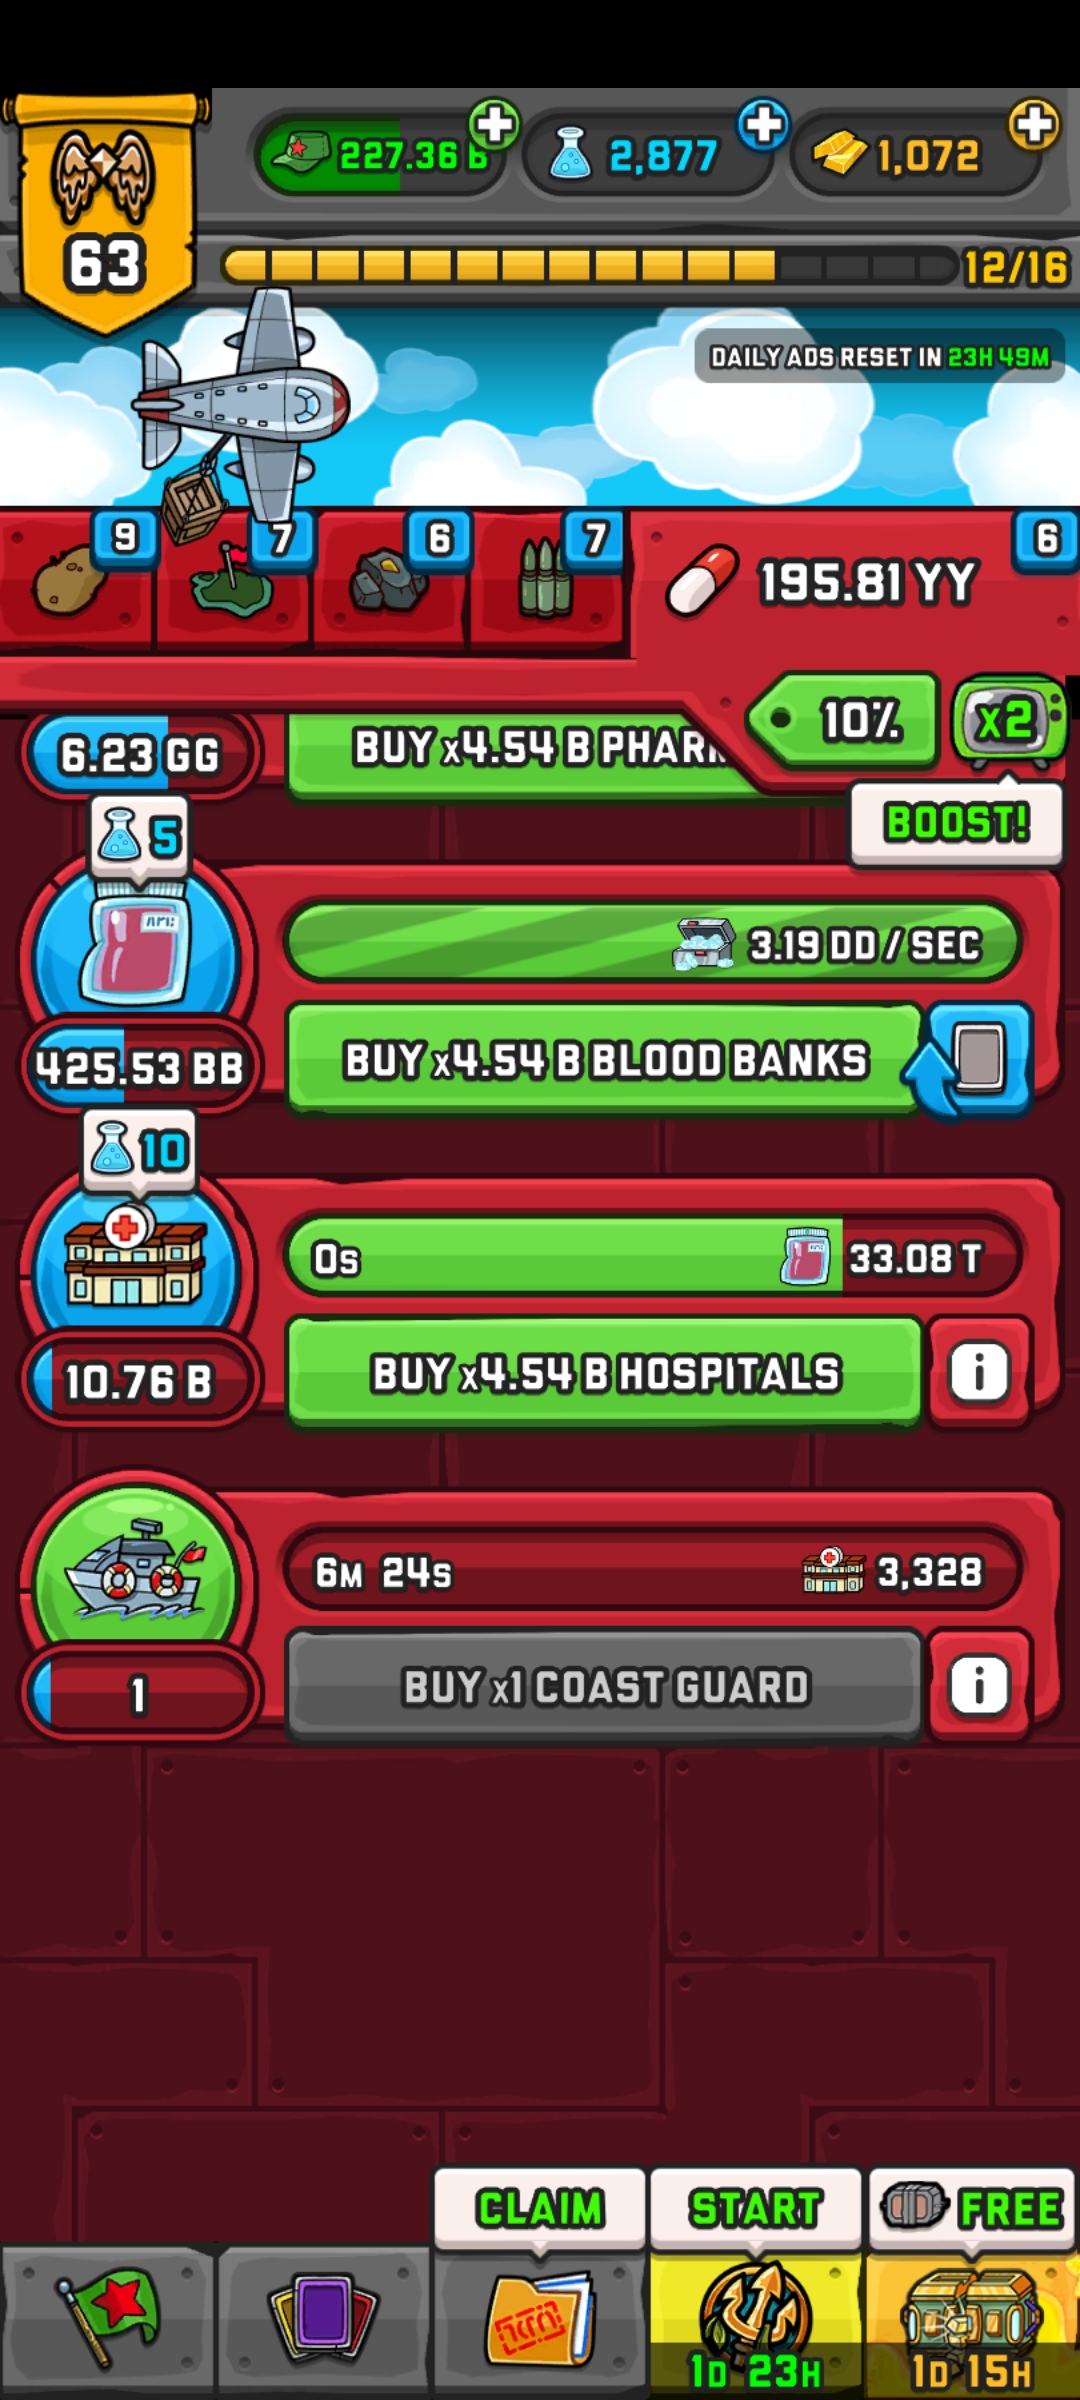 227.36 B
2,877
1,072
63
12/16
DAILY ADS RESET IN 23H 49M
9
7
6
7
6
195.81 YY
10%
x2
6.23 GG
BUY x4.54 B
BOOST!
5
3.19 DD / SEC
425.53 BB
BUY x4.54 B BLOOD BANKS
10
0s
33.08 T
10.76 B
BUY x4.54 B HOSPITALS
i
6M 24s
3,328
1
BUY x1 COAST GUARD
i
CLAIM
START
FREE
1D 23H
1D 15H